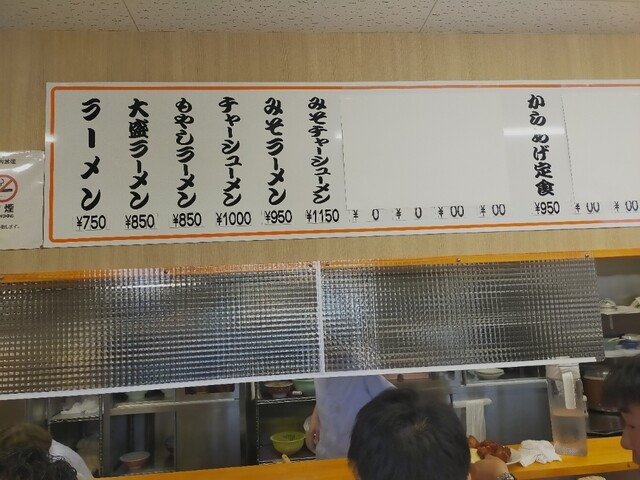 ラーメン
¥750
大盛ラーメン
¥850
もやしラーメン
¥850
チャーシューメン
¥1000
みそラーメン
¥950
みそチャーシューメン
¥1150
¥ 0
¥ 0
¥ 00
¥ 00
からあげ定食
¥950
¥ 00
¥ 00
煙